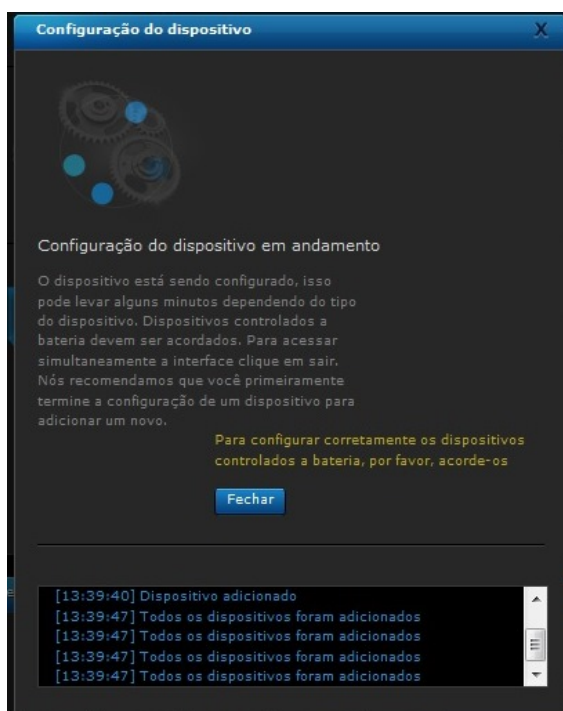 Configuração do dispositivo
X
Configuração do dispositivo em andamento
O dispositivo está sendo configurado, isso
pode levar alguns minutos dependendo do tipo
do dispositivo. Dispositivos controlados a
bateria devem ser acordados. Para acessar
simultaneamente a interface clique em sair.
Nós recomendamos que você primeiramente
termine a configuração de um dispositivo para
adicionar um novo.
Para configurar corretamente os dispositivos
controlados a bateria, por favor, acorde-os
Fechar
[13:39:40] Dispositivo adicionado
[13:39:47] Todos os dispositivos foram adicionados
[13:39:47] Todos os dispositivos foram adicionados
[13:39:47] Todos os dispositivos foram adicionados
[13:39:47] Todos os dispositivos foram adicionados